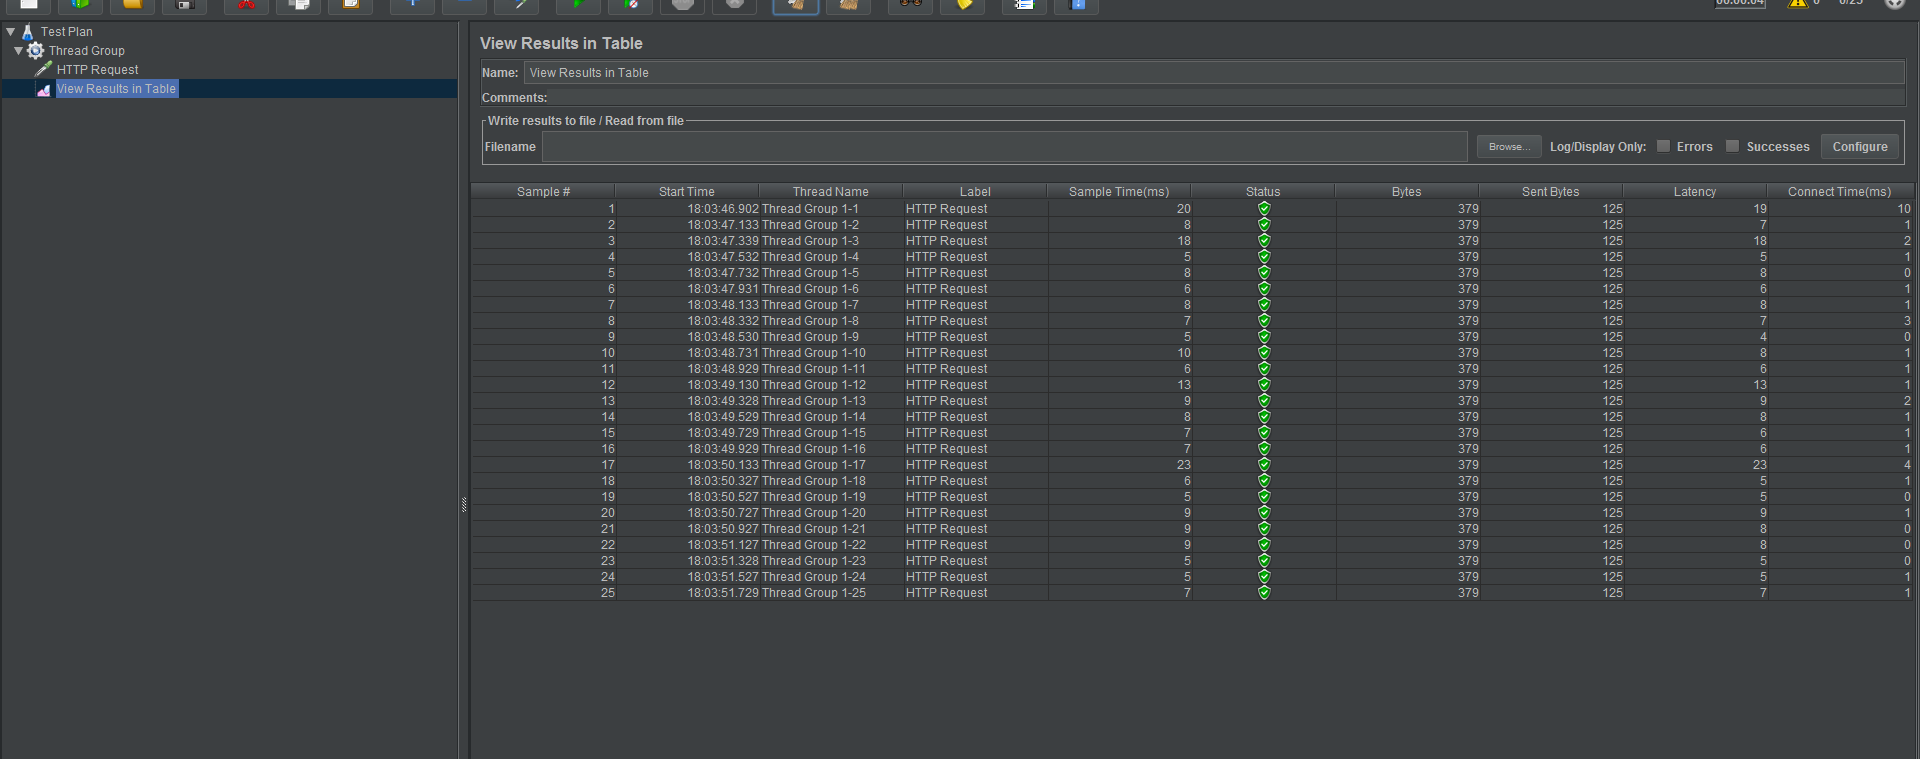 00:00:04 0 0/25
Test Plan
Thread Group
HTTP Request
View Results in Table
View Results in Table
Name: View Results in Table
Comments:
Write results to file / Read from file
Filename Browse... Log/Display Only: Errors Successes Configure
Sample # Start Time Thread Name Label Sample Time(ms) Status Bytes Sent Bytes Latency Connect Time(ms)
1 18:03:46.902 Thread Group 1-1 HTTP Request 20 379 125 19 10
2 18:03:47.133 Thread Group 1-2 HTTP Request 8 379 125 7 1
3 18:03:47.339 Thread Group 1-3 HTTP Request 18 379 125 18 2
4 18:03:47.532 Thread Group 1-4 HTTP Request 5 379 125 5 1
5 18:03:47.732 Thread Group 1-5 HTTP Request 8 379 125 8 0
6 18:03:47.931 Thread Group 1-6 HTTP Request 6 379 125 6 1
7 18:03:48.133 Thread Group 1-7 HTTP Request 8 379 125 8 1
8 18:03:48.332 Thread Group 1-8 HTTP Request 7 379 125 7 3
9 18:03:48.530 Thread Group 1-9 HTTP Request 5 379 125 4 0
10 18:03:48.731 Thread Group 1-10 HTTP Request 10 379 125 8 1
11 18:03:48.929 Thread Group 1-11 HTTP Request 6 379 125 6 1
12 18:03:49.130 Thread Group 1-12 HTTP Request 13 379 125 13 1
13 18:03:49.328 Thread Group 1-13 HTTP Request 9 379 125 9 2
14 18:03:49.529 Thread Group 1-14 HTTP Request 8 379 125 8 1
15 18:03:49.729 Thread Group 1-15 HTTP Request 7 379 125 6 1
16 18:03:49.929 Thread Group 1-16 HTTP Request 7 379 125 6 1
17 18:03:50.133 Thread Group 1-17 HTTP Request 23 379 125 23 4
18 18:03:50.327 Thread Group 1-18 HTTP Request 6 379 125 5 1
19 18:03:50.527 Thread Group 1-19 HTTP Request 5 379 125 5 0
20 18:03:50.727 Thread Group 1-20 HTTP Request 9 379 125 9 1
21 18:03:50.927 Thread Group 1-21 HTTP Request 9 379 125 8 0
22 18:03:51.127 Thread Group 1-22 HTTP Request 9 379 125 8 0
23 18:03:51.328 Thread Group 1-23 HTTP Request 5 379 125 5 0
24 18:03:51.527 Thread Group 1-24 HTTP Request 5 379 125 5 1
25 18:03:51.729 Thread Group 1-25 HTTP Request 7 379 125 7 1